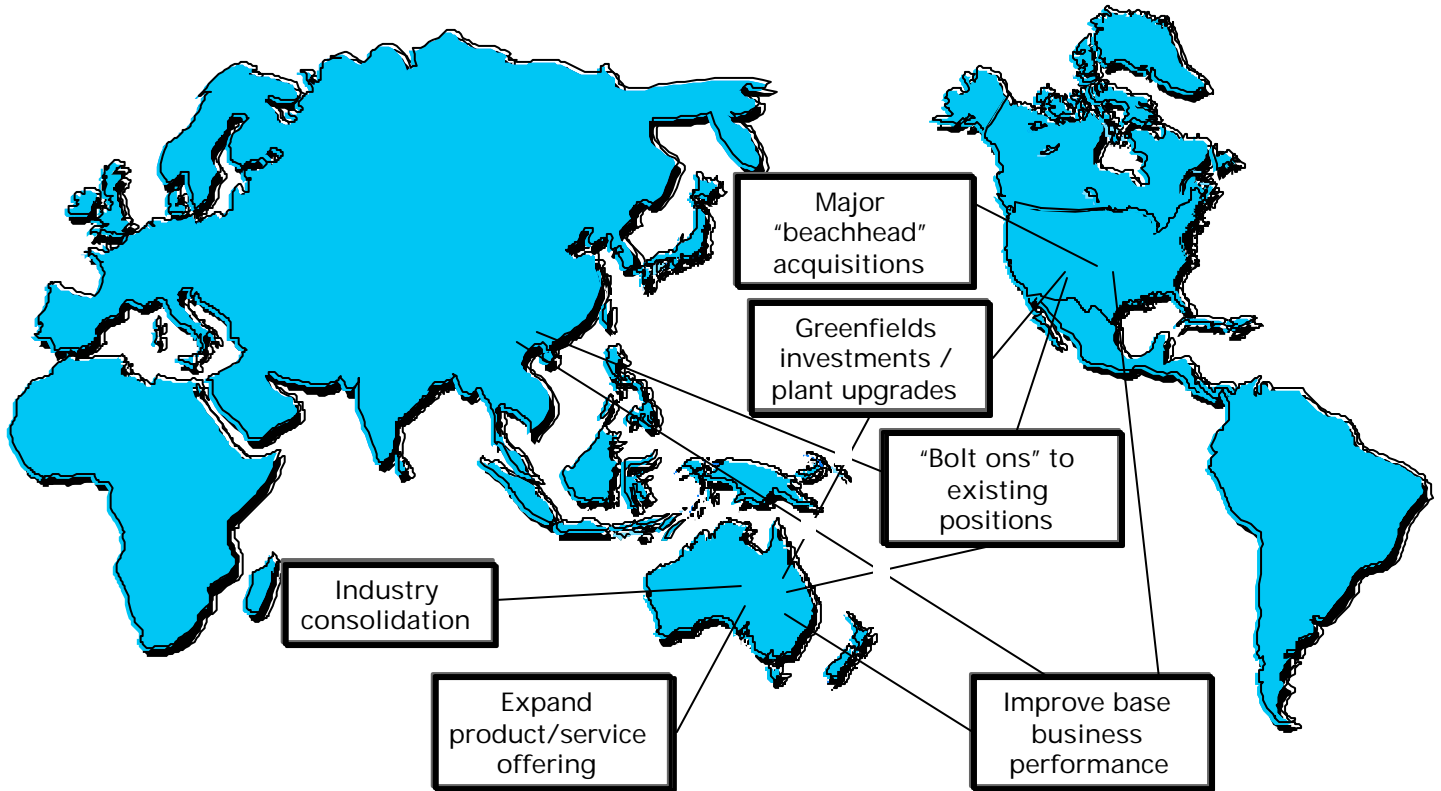 Major
“beachhead”
acquisitions
Greenfields
investments /
plant upgrades
“Bolt ons” to
existing
positions
Industry
consolidation
Expand
product/service
offering
Improve base
business
performance